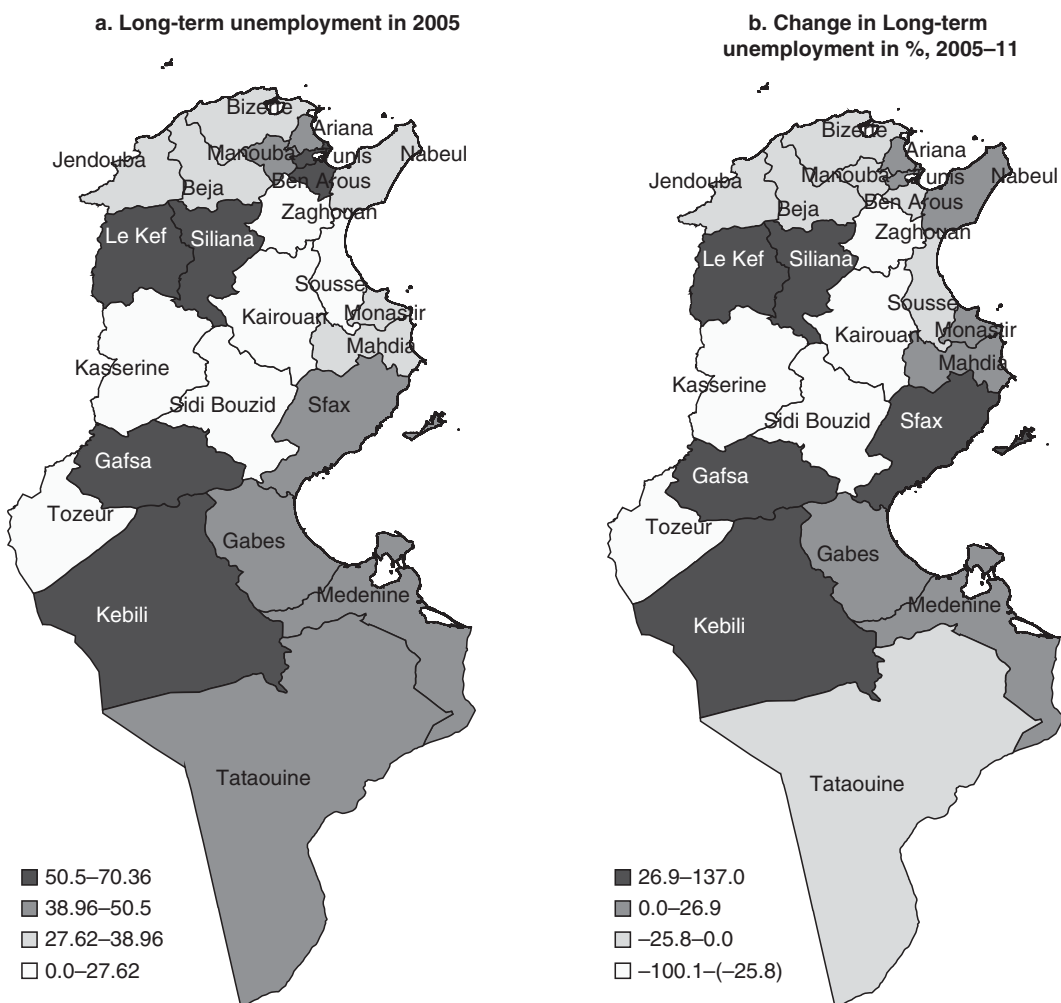 a. Long-term unemployment in 2005
Bizerte
Ariana
Jendouba
Manouba
Tunis
Nabeul
Beja
Ben Arous
Zaghouan
Le Kef
Siliana
Sousse
Kairouan
Monastir
Mahdia
Kasserine
Sidi Bouzid
Sfax
Gafsa
Tozeur
Gabes
Medenine
Kebili
Tataouine
50.5–70.36
38.96–50.5
27.62–38.96
0.0–27.62
b. Change in Long-term
unemployment in %, 2005–11
Bizerte
Ariana
Jendouba
Manouba
Tunis
Nabeul
Beja
Ben Arous
Zaghouan
Le Kef
Siliana
Sousse
Kairouan
Monastir
Mahdia
Kasserine
Sidi Bouzid
Sfax
Gafsa
Tozeur
Gabes
Medenine
Kebili
Tataouine
26.9–137.0
0.0–26.9
–25.8–0.0
–100.1–(–25.8)